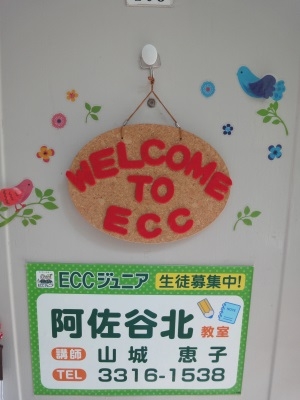 WELCOME
TO
ECC
ECCジュニア 生徒募集中!
阿佐谷北 教室
講師 山城 恵子
TEL 3316-1538